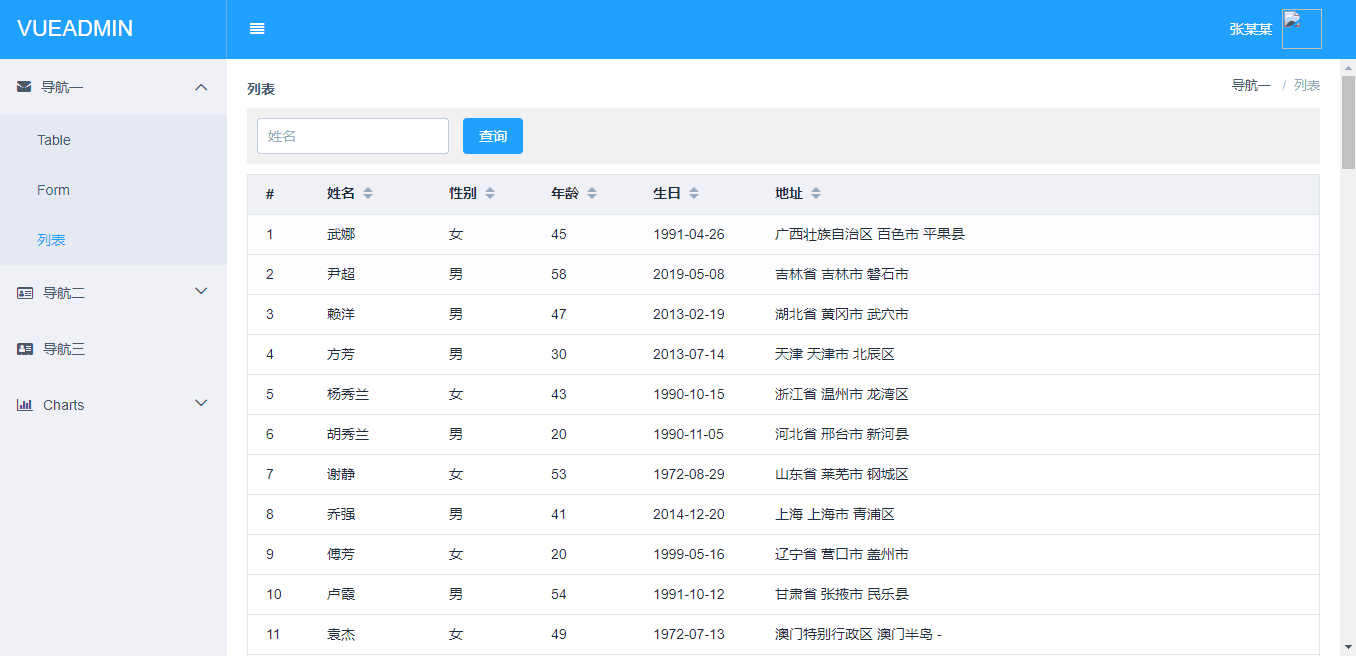 VUEADMIN
张某某
导航一
Table
Form
列表
导航二
导航三
Charts
列表
导航一 / 列表
姓名 查询
# 姓名 性别 年龄 生日 地址
1 武娜 女 45 1991-04-26 广西壮族自治区 百色市 平果县
2 尹超 男 58 2019-05-08 吉林省 吉林市 磐石市
3 赖洋 男 47 2013-02-19 湖北省 黄冈市 武穴市
4 方芳 男 30 2013-07-14 天津 天津市 北辰区
5 杨秀兰 女 43 1990-10-15 浙江省 温州市 龙湾区
6 胡秀兰 男 20 1990-11-05 河北省 邢台市 新河县
7 谢静 女 53 1972-08-29 山东省 莱芜市 钢城区
8 乔强 男 41 2014-12-20 上海 上海市 青浦区
9 傅芳 女 20 1999-05-16 辽宁省 营口市 盖州市
10 卢霞 男 54 1991-10-12 甘肃省 张掖市 民乐县
11 袁杰 女 49 1972-07-13 澳门特别行政区 澳门半岛 -